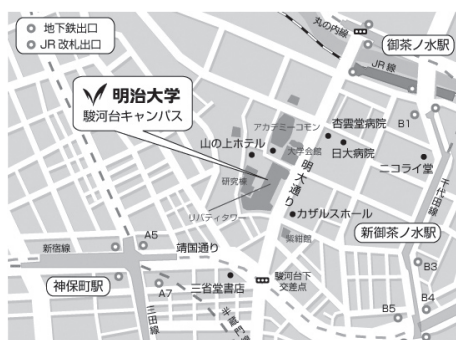 地下鉄出口
JR改札出口
丸の内線
御茶ノ水駅
JR線
明治大学
駿河台キャンパス
アカデミーコモン
杏雲堂病院
B1
山の上ホテル
大学会館
日大病院
ニコライ堂
研究棟
明大通り
千代田線
リバティタワー
カザルスホール
紫紺館
新御茶ノ水駅
新宿線
A5
靖国通り
B3
神保町駅
A7
三省堂書店
駿河台下
交差点
B4
B5
三田線
半蔵門線